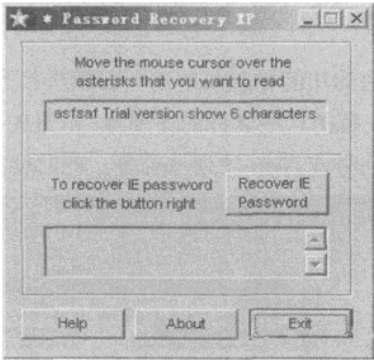 * Password Recovery XP
Move the mouse cursor over the
asterisks that you want to read
asfsaf Trial version show 6 characters
To recover IE password
click the button right
Recover IE
Password
Help
About
Exit